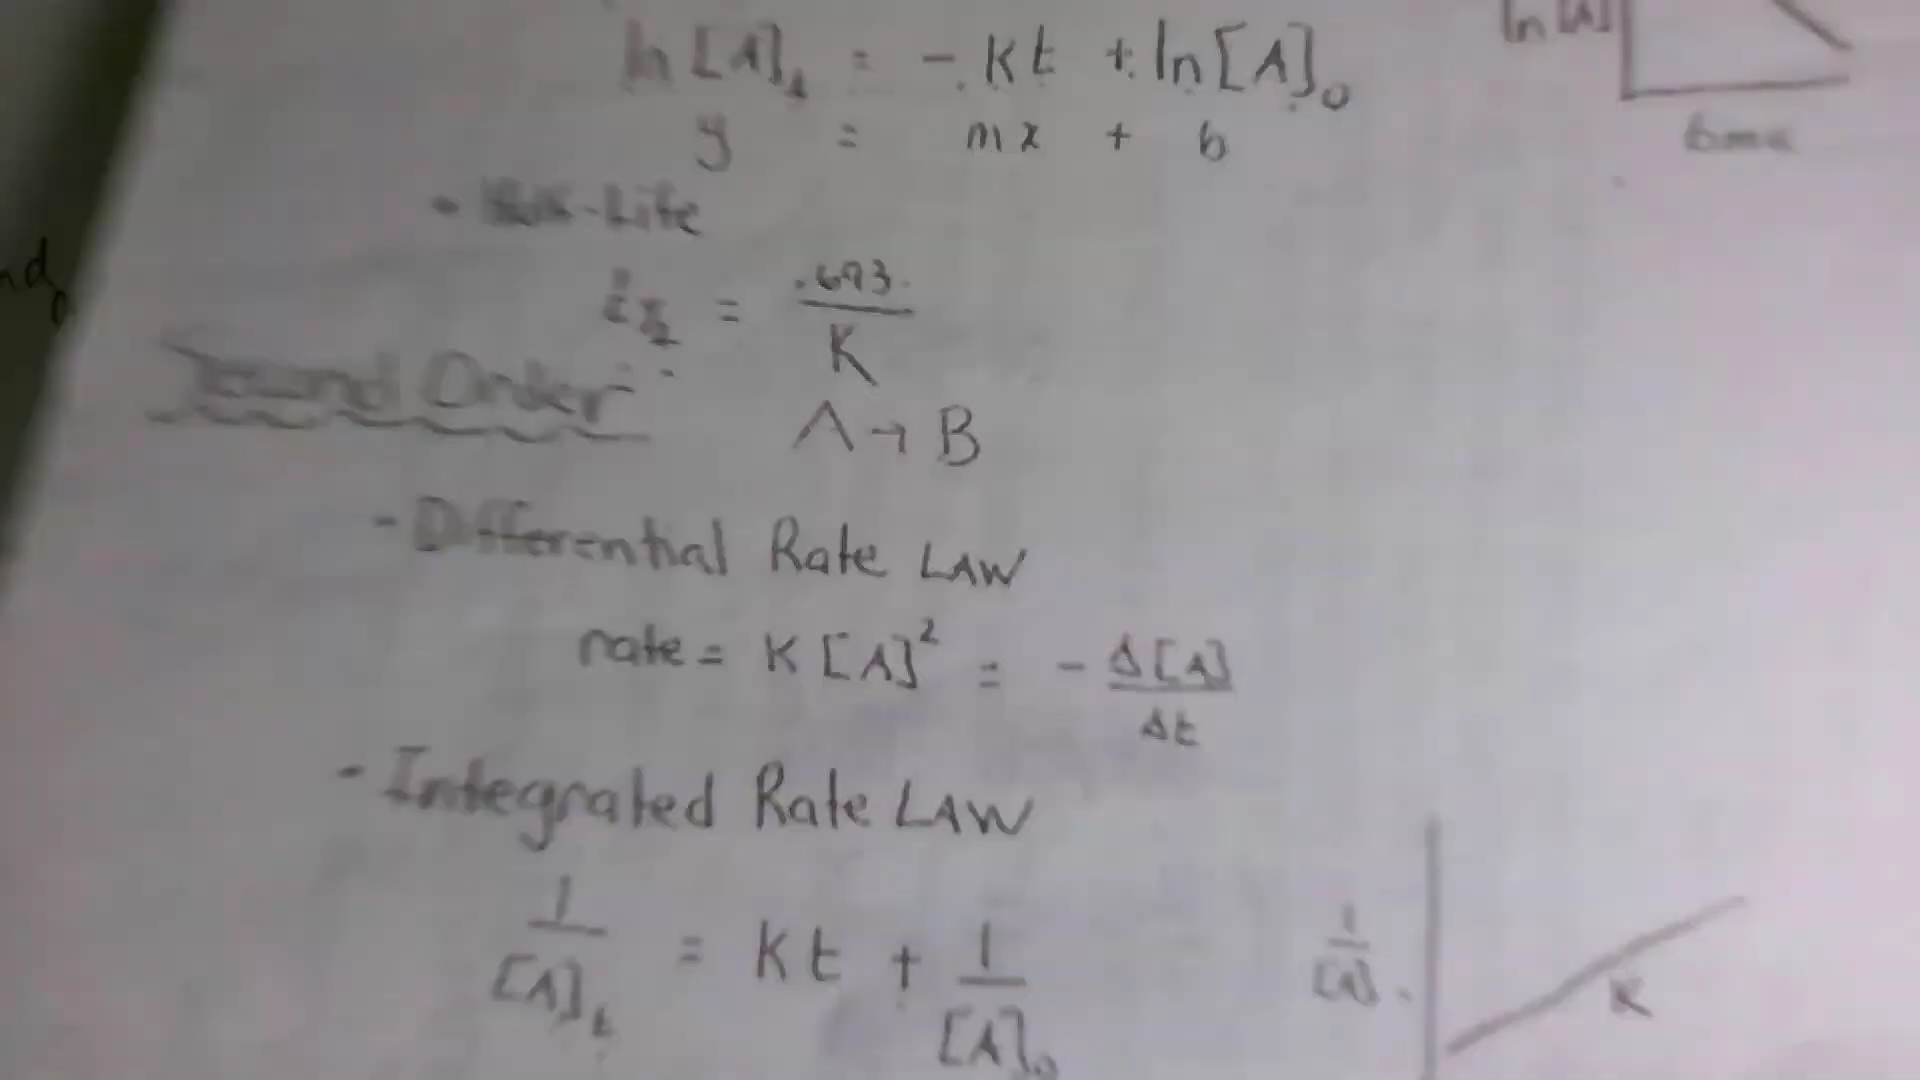 ln [A]t = -kt + ln[A]0
ln [A]
y = mx + b
time
- Half-Life
t½ = .693
K
Second Order:
A → B
- Differential Rate LAW
rate = K [A]² = - Δ[A]
Δt
- Integrated Rate LAW
1
[A]t = Kt + 1
[A]0
1
[A]
K